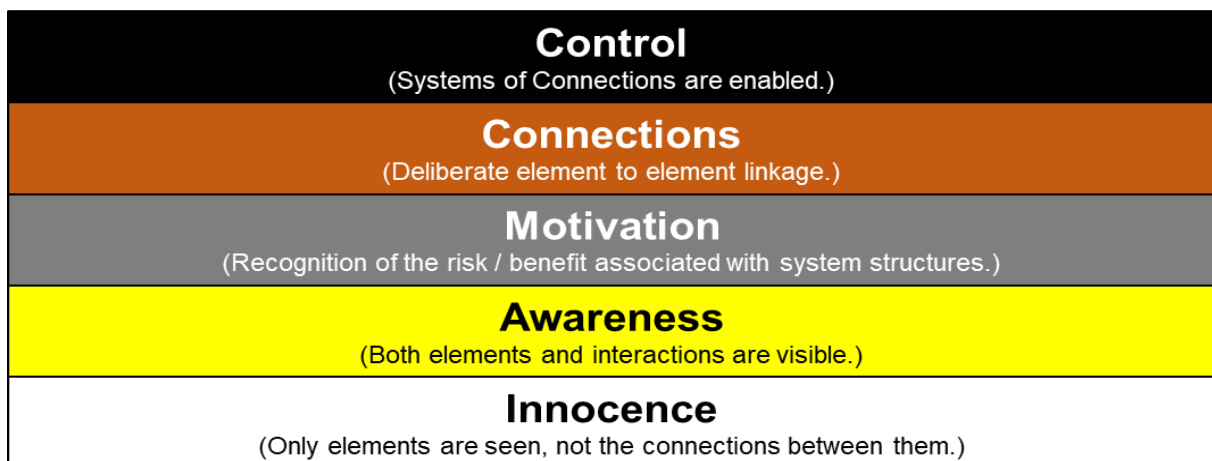 Control
(Systems of Connections are enabled.)
Connections
(Deliberate element to element linkage.)
Motivation
(Recognition of the risk / benefit associated with system structures.)
Awareness
(Both elements and interactions are visible.)
Innocence
(Only elements are seen, not the connections between them.)